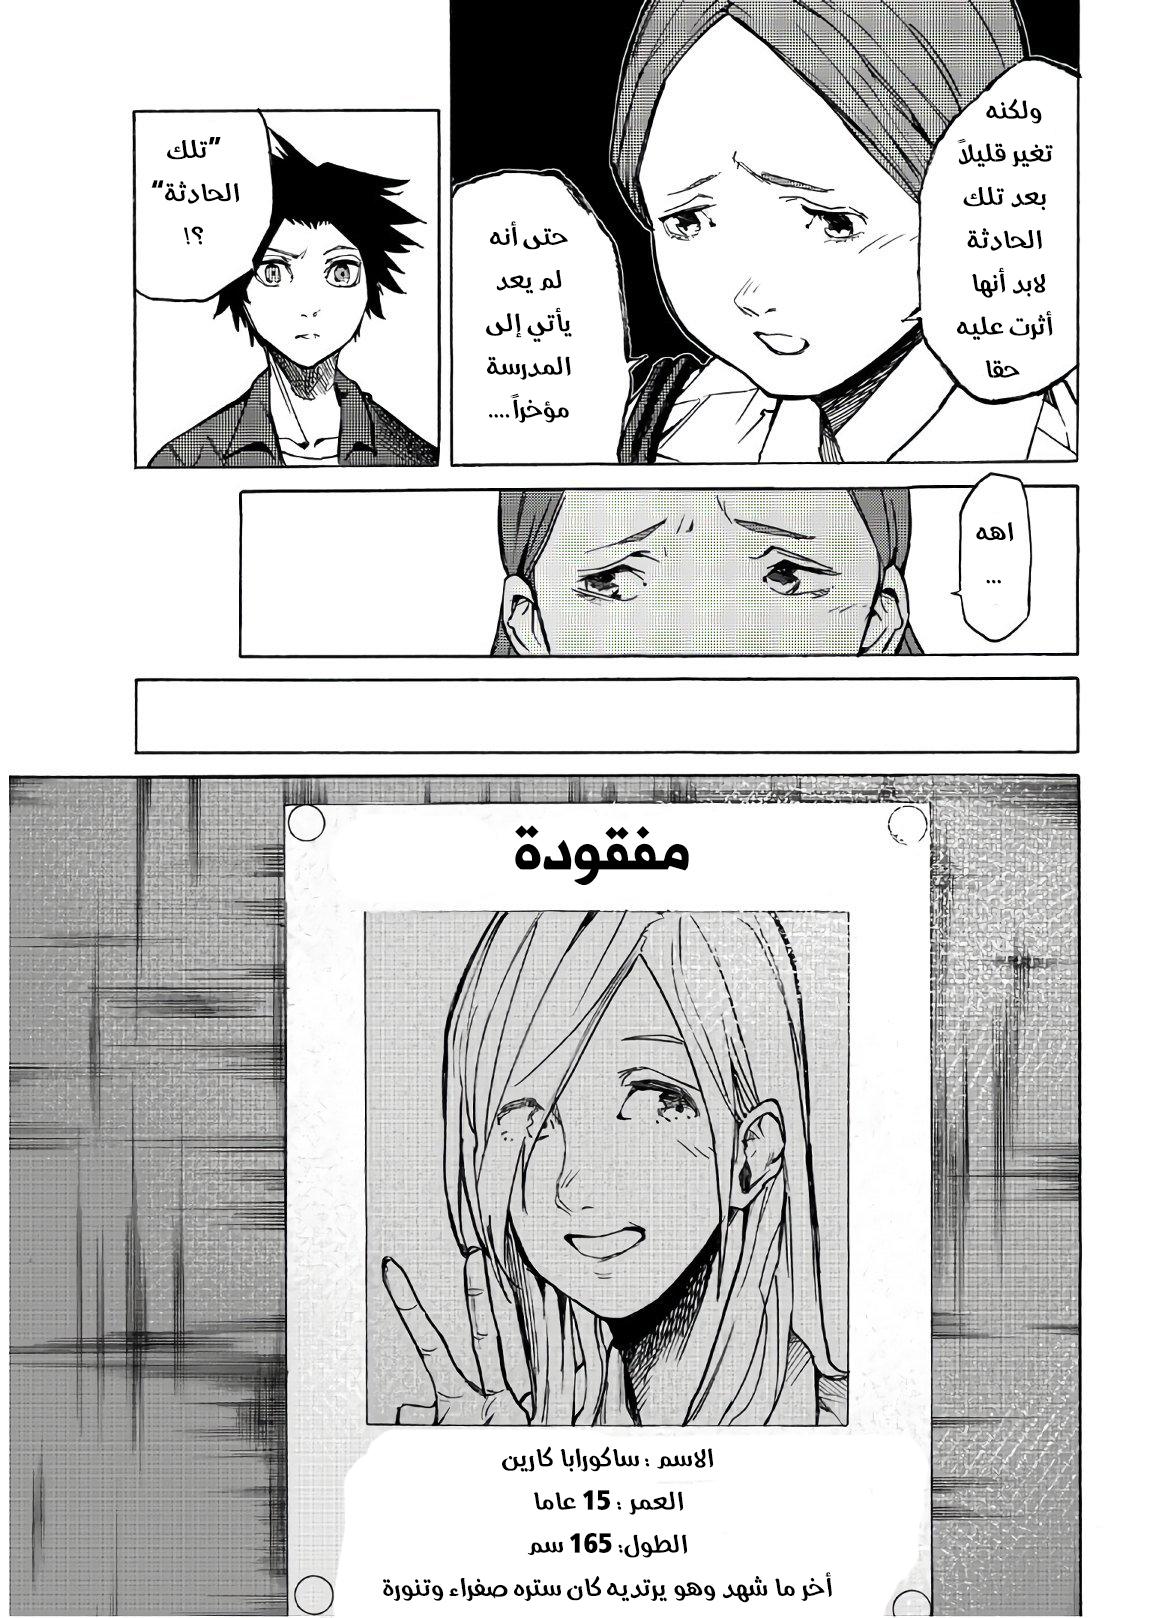 ولكنه
تغير قليلاً
بعد تلك
الحادثة
لابد أنها
أثرت عليه
حقا
حتى أنه
لم يعد
يأتي إلى
المدرسة
مؤخراً....
"تلك
الحادثة"
؟!
اهه
...
مفقودة
الاسم : ساكورابا كارين
العمر : 15 عاما
الطول: 165 سم
أخر ما شهد وهو يرتديه كان ستره صفراء وتنورة